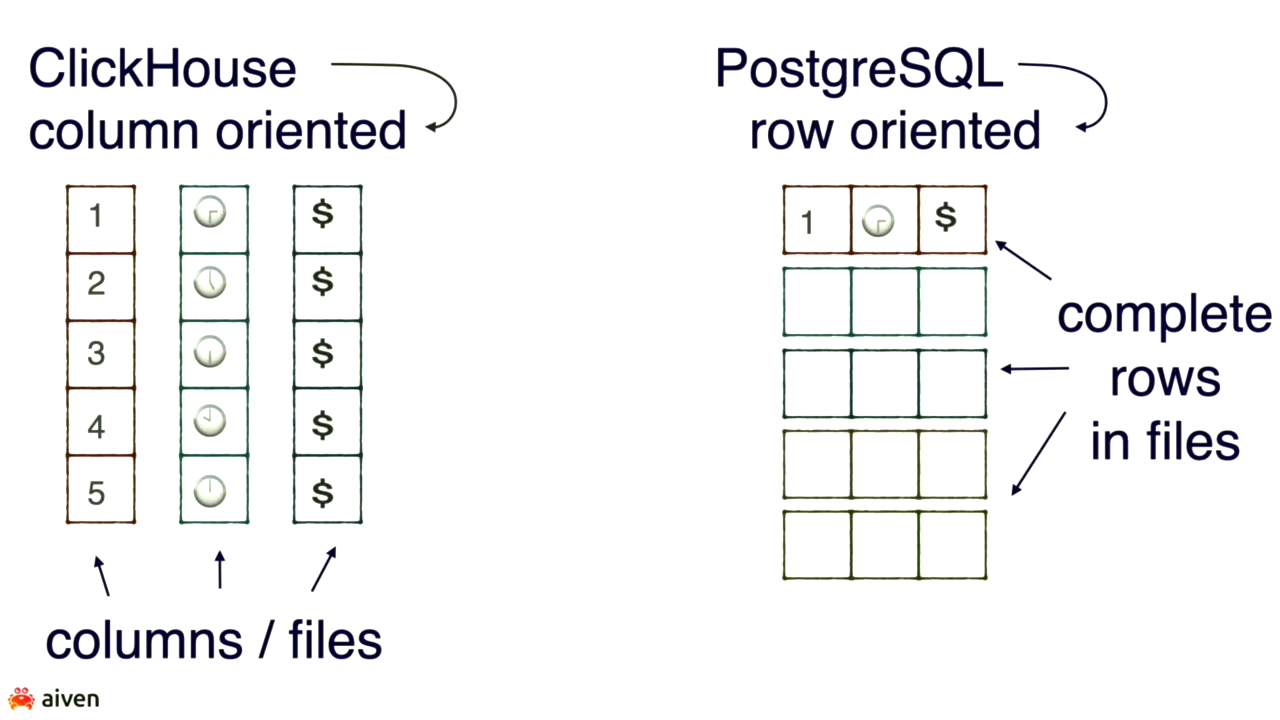 ClickHouse
column oriented
1
$
2
$
3
$
4
$
5
$
columns / files
PostgreSQL
row oriented
1
$
complete
rows
in files
aiven